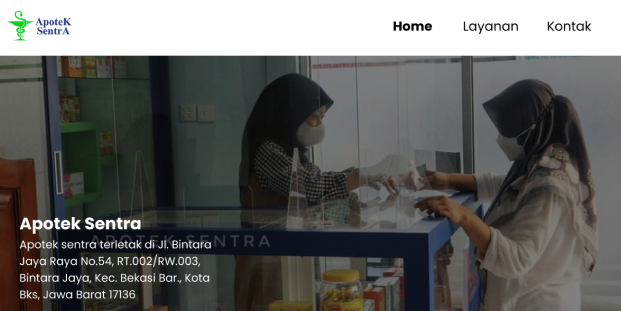 ApoteK
SentrA
Home Layanan Kontak
Apotek Sentra
APOTEK SENTRA
Apotek sentra terletak di Jl. Bintara
Jaya Raya No.54, RT.002/RW.003,
Bintara Jaya, Kec. Bekasi Bar., Kota
Bks, Jawa Barat 17136